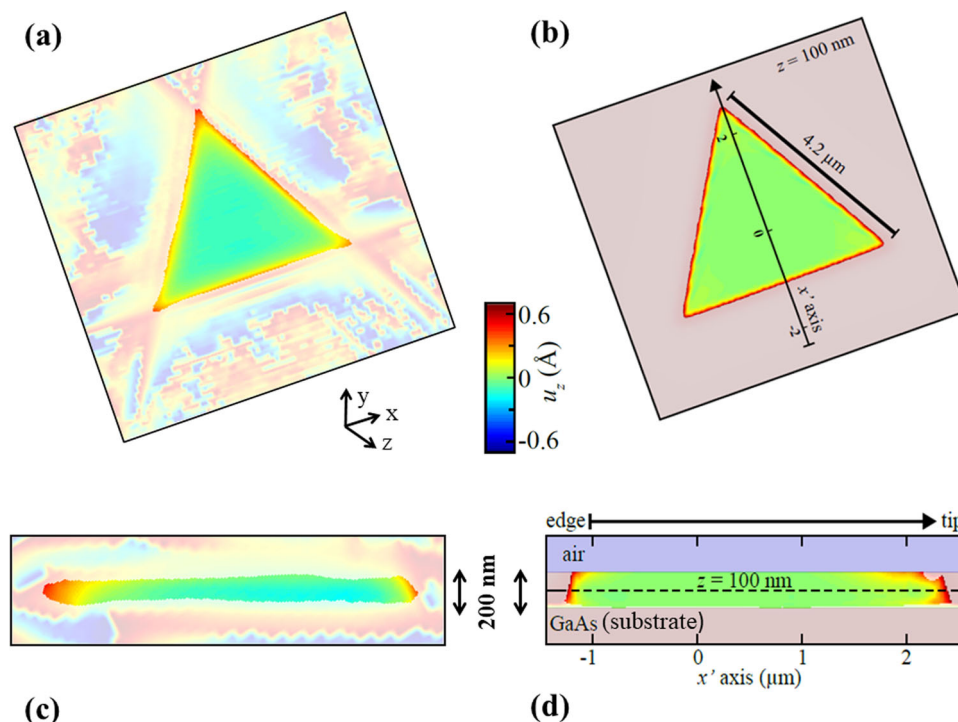 (a)
(b)
z = 100 nm
4.2 µm
2
0
-2
x' axis
0.6
0
-0.6
u_z (Å)
y
x
z
edge
tip
air
z = 100 nm
200 nm
GaAs (substrate)
-1
0
1
2
x' axis (µm)
(c)
(d)